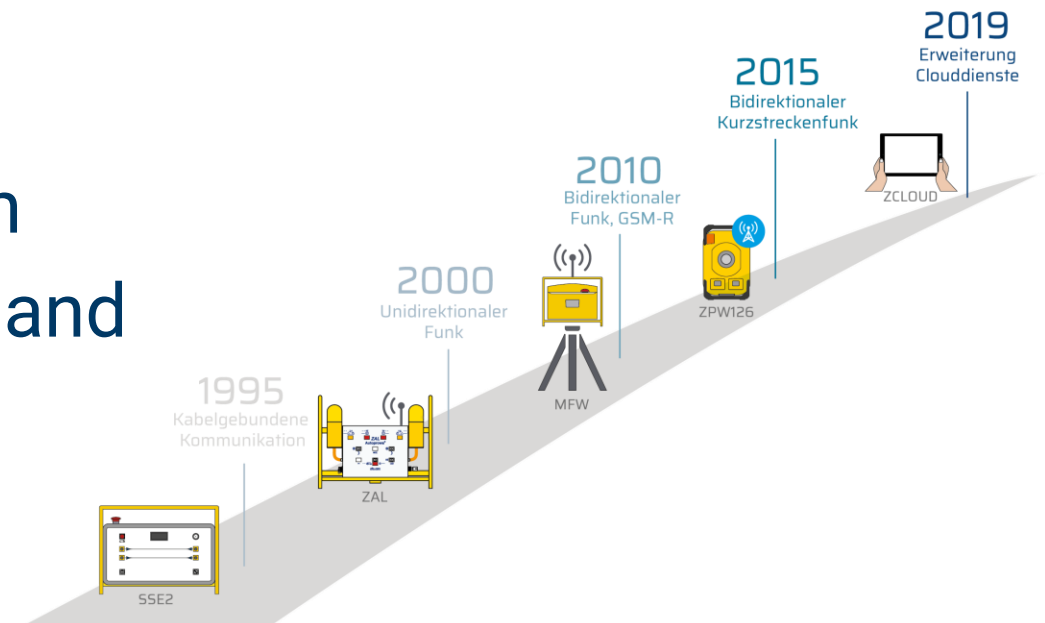 2019
Erweiterung
Clouddienste
2015
Bidirektionaler
Kurzstreckenfunk
ZCLOUD
2010
Bidirektionaler
Funk, GSM-R
n
and
ZPW126
2000
Unidirektionaler
Funk
MFW
1995
Kabelgebundene
Kommunikation
ZAL
ZAL
SSE2